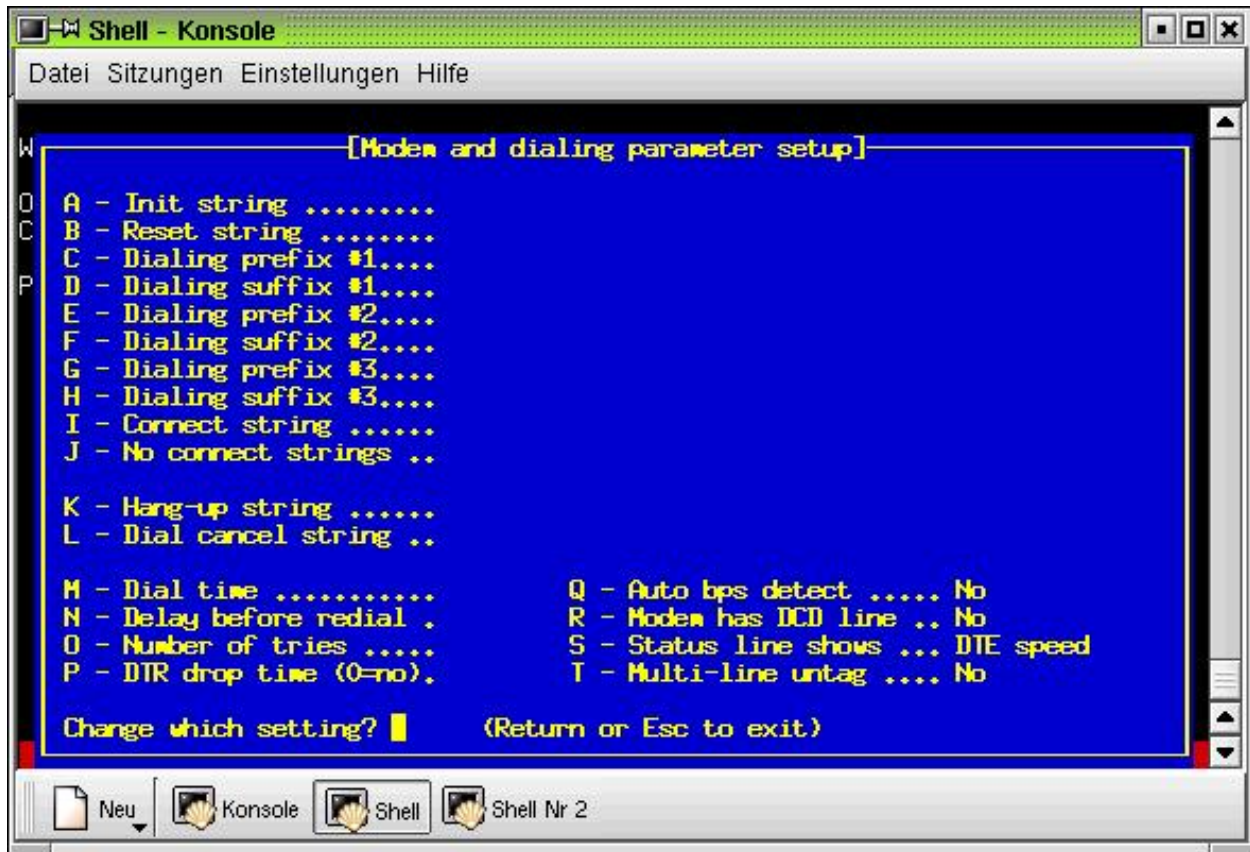 Shell - Konsole
Datei Sitzungen Einstellungen Hilfe
W
[Modem and dialing parameter setup]
O
A - Init string .........
C
B - Reset string ........
C - Dialing prefix #1....
P
D - Dialing suffix #1....
E - Dialing prefix #2....
F - Dialing suffix #2....
G - Dialing prefix #3....
H - Dialing suffix #3....
I - Connect string ......
J - No connect strings ..
K - Hang-up string ......
L - Dial cancel string ..
M - Dial time ........... Q - Auto bps detect ..... No
N - Delay before redial . R - Modem has DCD line .. No
O - Number of tries ..... S - Status line shows ... DTE speed
P - DTR drop time (0=no). T - Multi-line untag .... No
Change which setting? (Return or Esc to exit)
Neu Konsole Shell Shell Nr 2